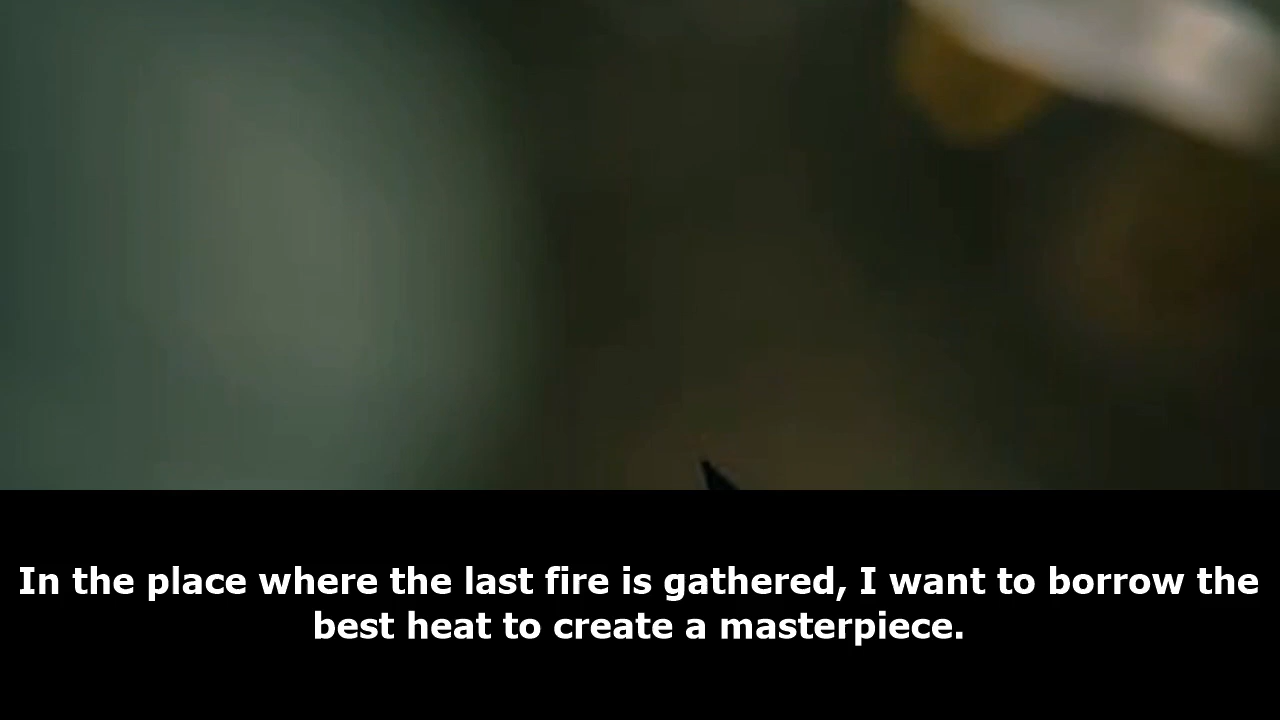 In the place where the last fire is gathered, I want to borrow the
best heat to create a masterpiece.